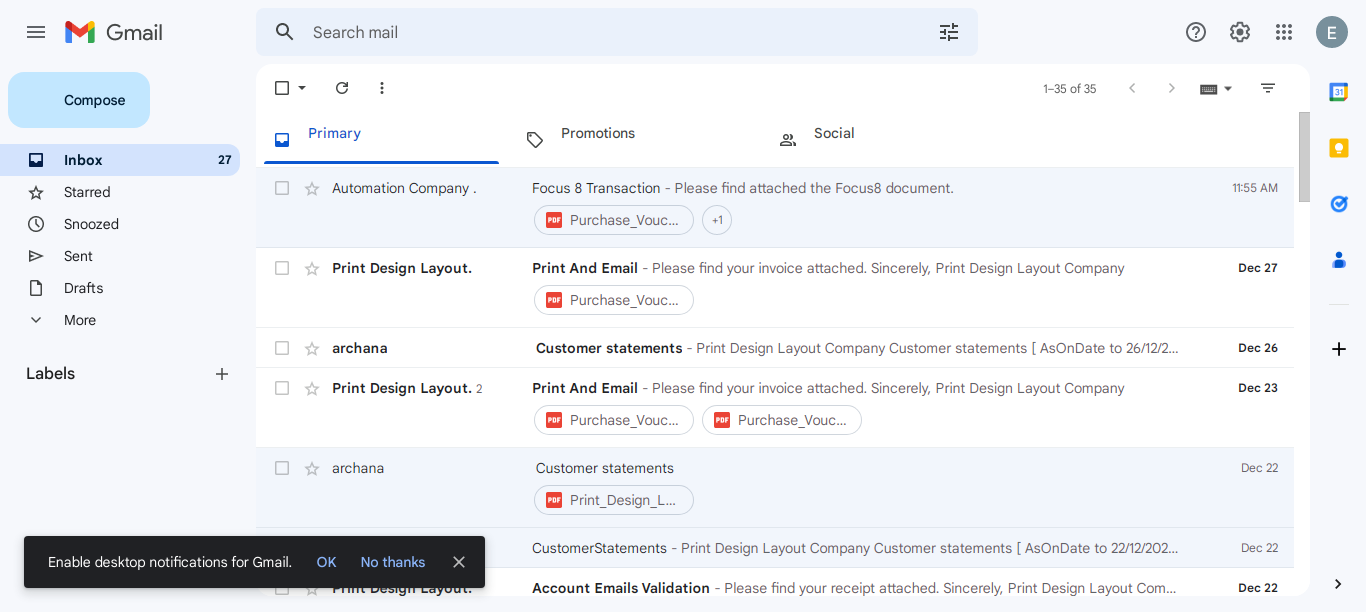 Gmail
Search mail
E
Compose
1–35 of 35
31
Primary
Promotions
Social
Inbox 27
Starred
Snoozed
Sent
Drafts
More
Labels
Automation Company . Focus 8 Transaction - Please find attached the Focus8 document. 11:55 AM
PDF Purchase_Vouc... +1
Print Design Layout. Print And Email - Please find your invoice attached. Sincerely, Print Design Layout Company Dec 27
PDF Purchase_Vouc...
archana Customer statements - Print Design Layout Company Customer statements [ AsOnDate to 26/12/2... Dec 26
Print Design Layout. 2 Print And Email - Please find your invoice attached. Sincerely, Print Design Layout Company Dec 23
PDF Purchase_Vouc... PDF Purchase_Vouc...
archana Customer statements Dec 22
PDF Print_Design_L...
CustomerStatements - Print Design Layout Company Customer statements [ AsOnDate to 22/12/202... Dec 22
Print Design Layout. Account Emails Validation - Please find your receipt attached. Sincerely, Print Design Layout Com... Dec 22
Enable desktop notifications for Gmail. OK No thanks